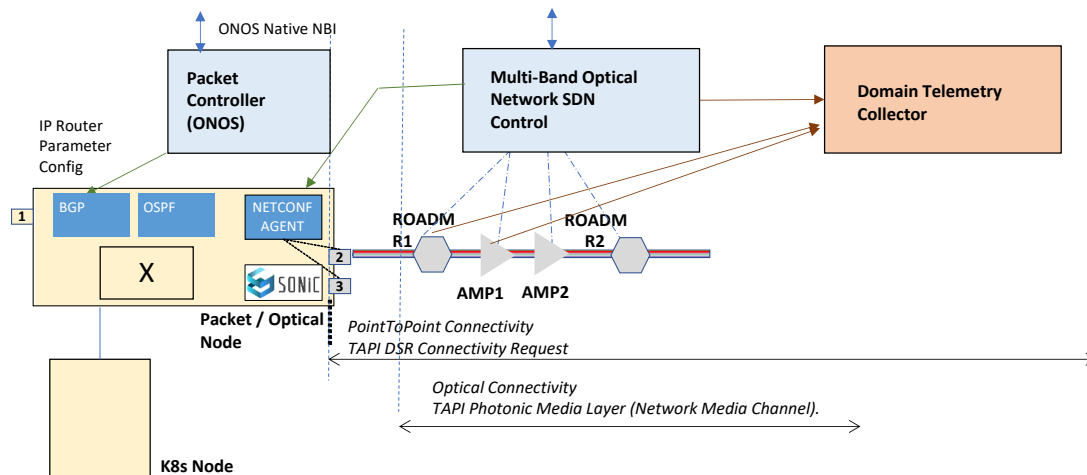 ONOS Native NBI
Packet
Controller
(ONOS)
Multi-Band Optical
Network SDN
Control
Domain Telemetry
Collector
IP Router
Parameter
Config
BGP
OSPF
NETCONF
AGENT
1
X
SONiC
2
3
ROADM
R1
ROADM
R2
AMP1
AMP2
Packet / Optical
Node
PointToPoint Connectivity
TAPI DSR Connectivity Request
Optical Connectivity
TAPI Photonic Media Layer (Network Media Channel).
K8s Node